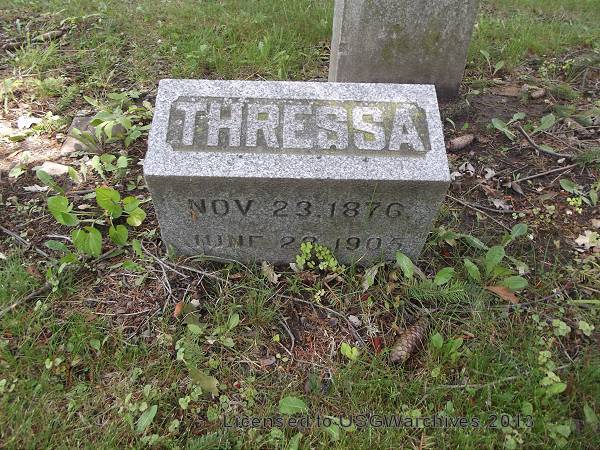 THRESSA
NOV. 23. 1876.
JUNE 29 1905
Licensed to USGWarchives 2013